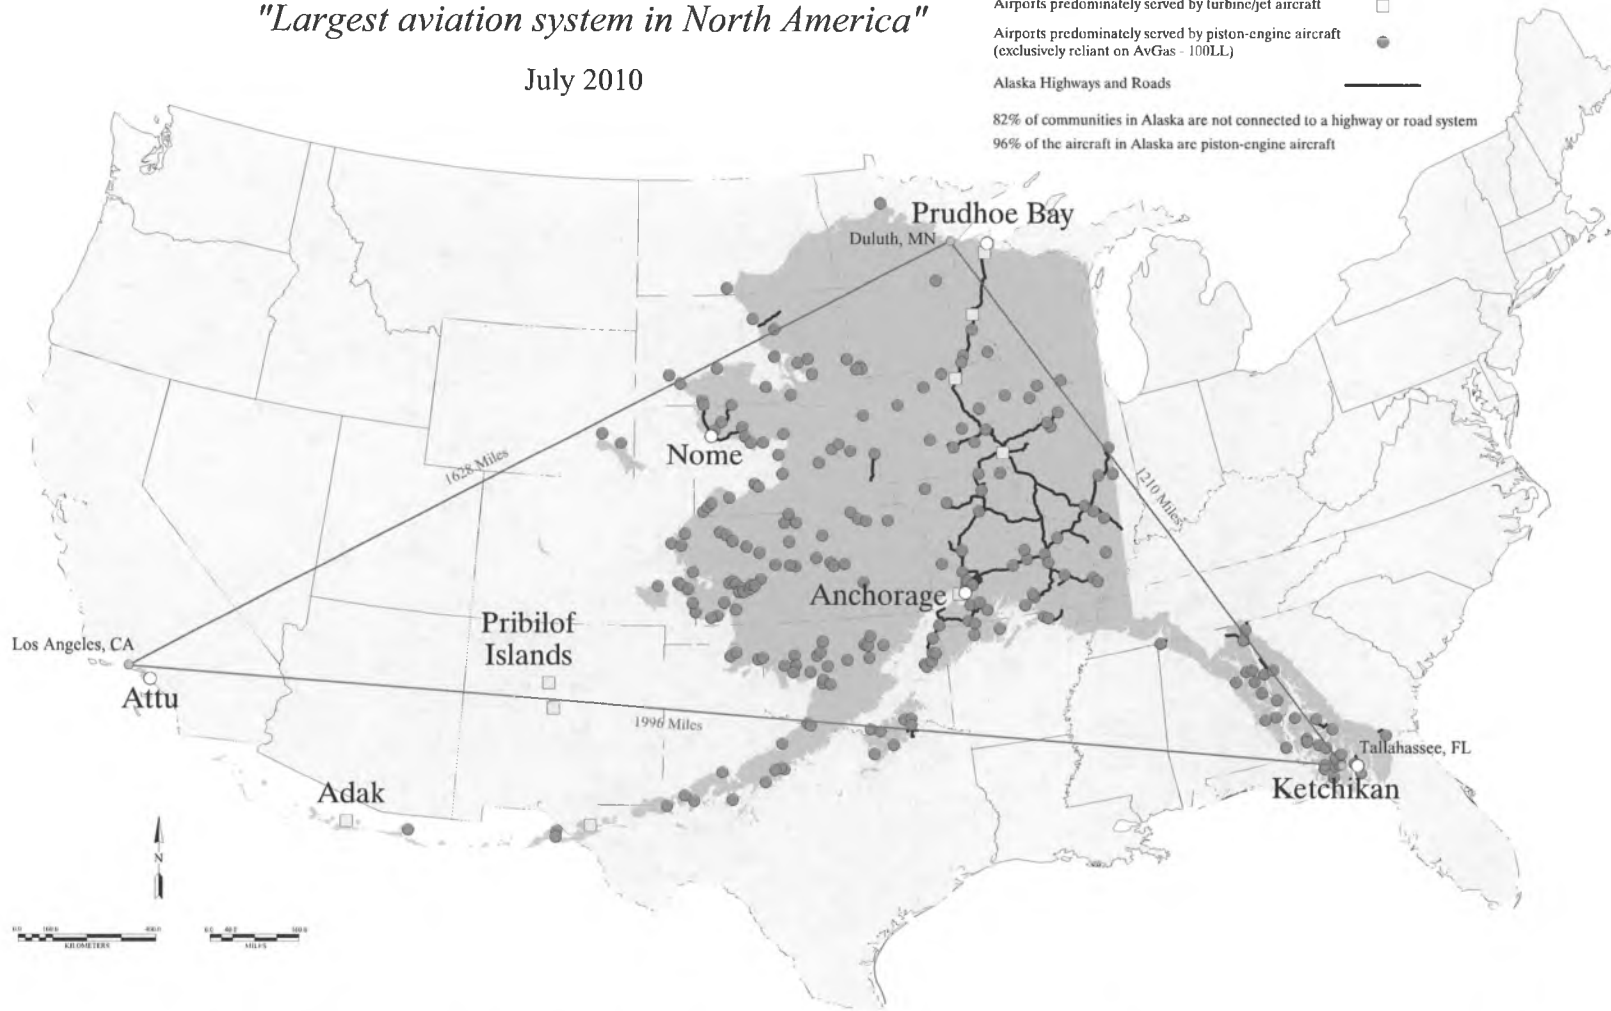 "Largest aviation system in North America"
July 2010
Airports predominately served by turbine/jet aircraft
Airports predominately served by piston-engine aircraft
(exclusively reliant on AvGas - 100LL)
Alaska Highways and Roads
82% of communities in Alaska are not connected to a highway or road system
96% of the aircraft in Alaska are piston-engine aircraft
Prudhoe Bay
Duluth, MN
Nome
1628 Miles
1210 Miles
Anchorage
Pribilof
Islands
Los Angeles, CA
Attu
1996 Miles
Tallahassee, FL
Ketchikan
Adak
N
KILOMETERS
MILES